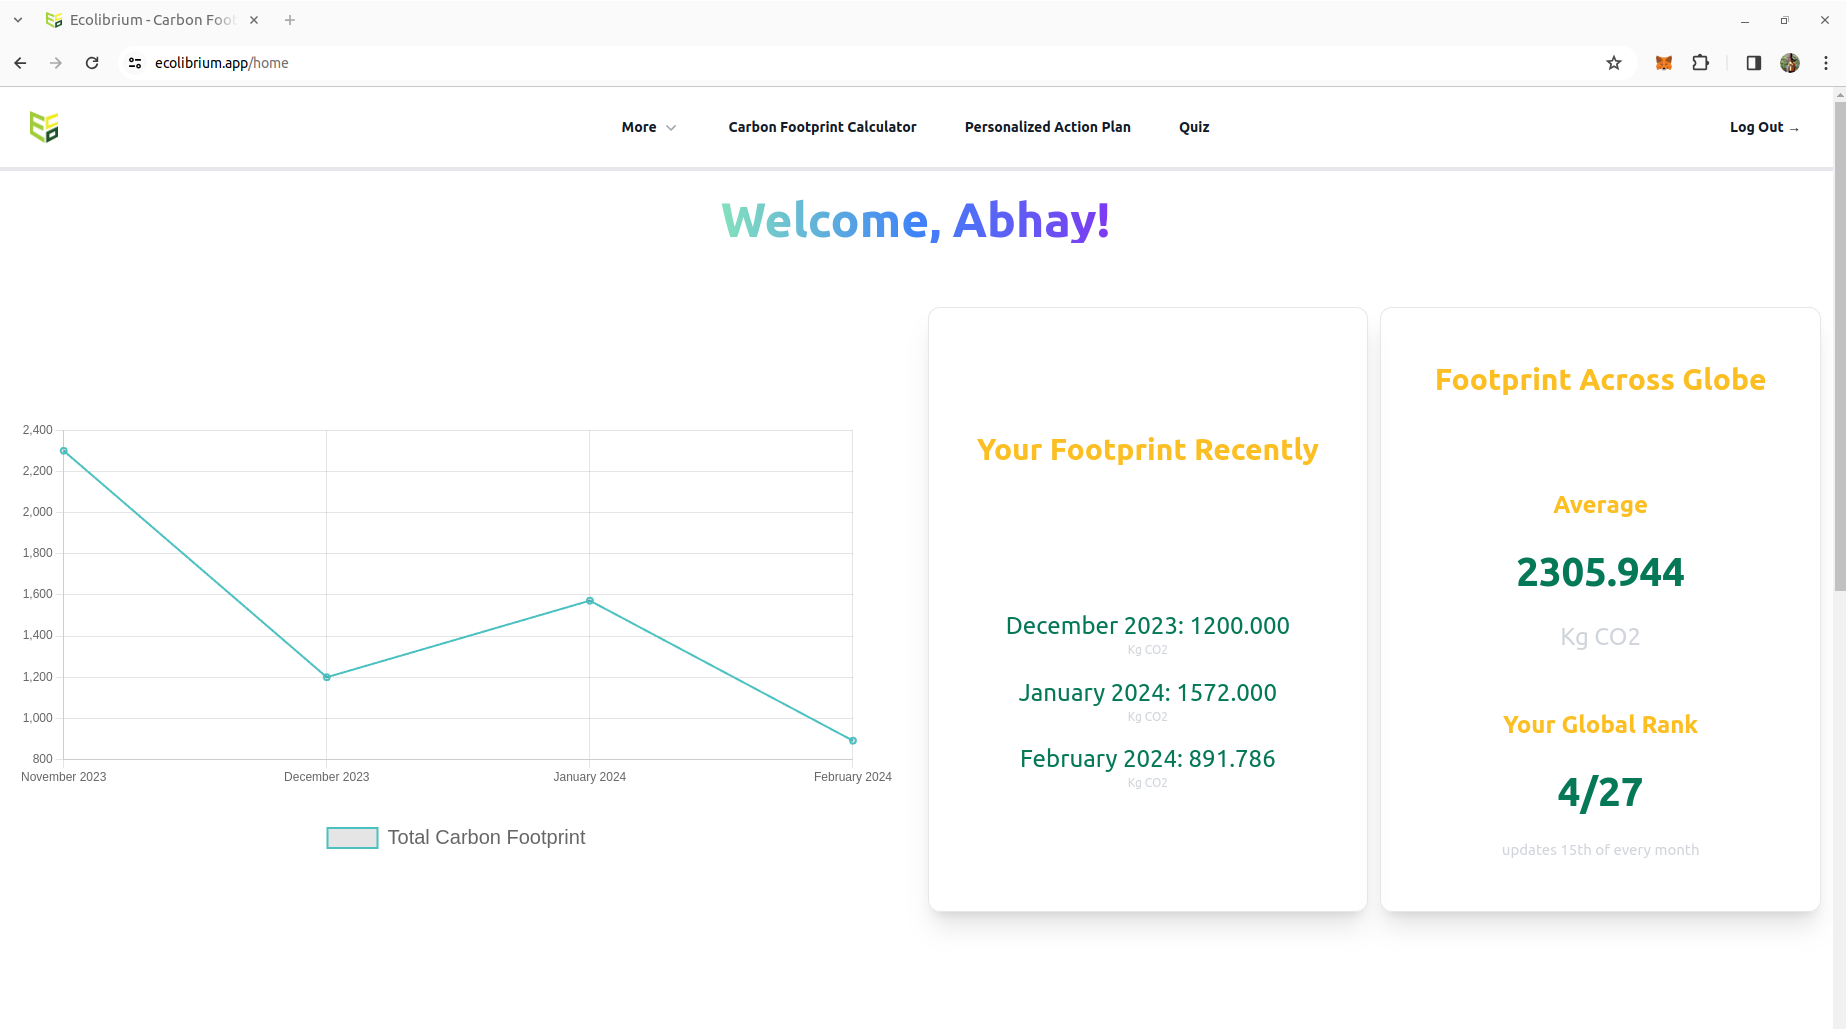 Ecolibrium - Carbon Foot
ecolibrium.app/home
More
Carbon Footprint Calculator
Personalized Action Plan
Quiz
Log Out →
Welcome, Abhay!
2,400
2,200
2,000
1,800
1,600
1,400
1,200
1,000
800
November 2023
December 2023
January 2024
February 2024
Total Carbon Footprint
Your Footprint Recently
December 2023: 1200.000
Kg CO2
January 2024: 1572.000
Kg CO2
February 2024: 891.786
Kg CO2
Footprint Across Globe
Average
2305.944
Kg CO2
Your Global Rank
4/27
updates 15th of every month